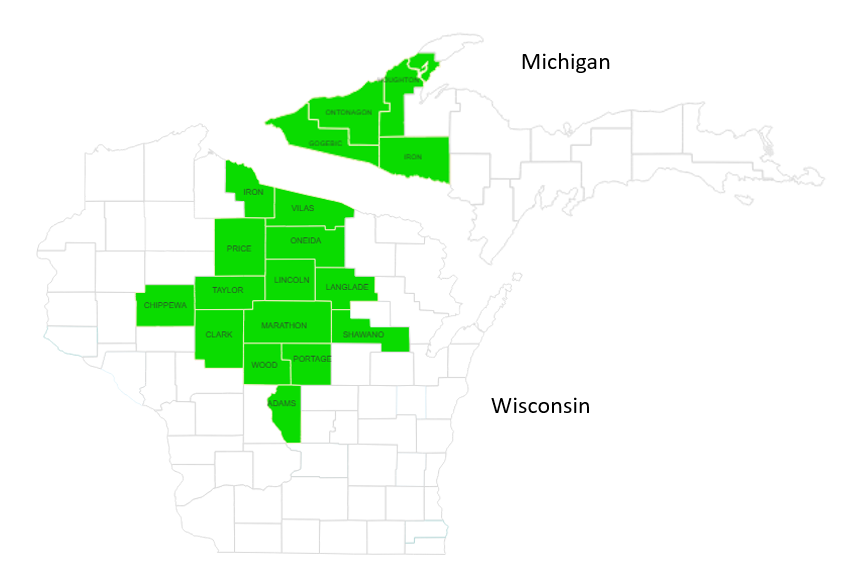 Michigan
HOUGHTON
ONTONAGON
GOGEBIC
IRON
IRON
VILAS
ONEIDA
PRICE
LINCOLN
TAYLOR
LANGLADE
CHIPPEWA
MARATHON
CLARK
SHAWANO
PORTAGE
WOOD
ADAMS
Wisconsin